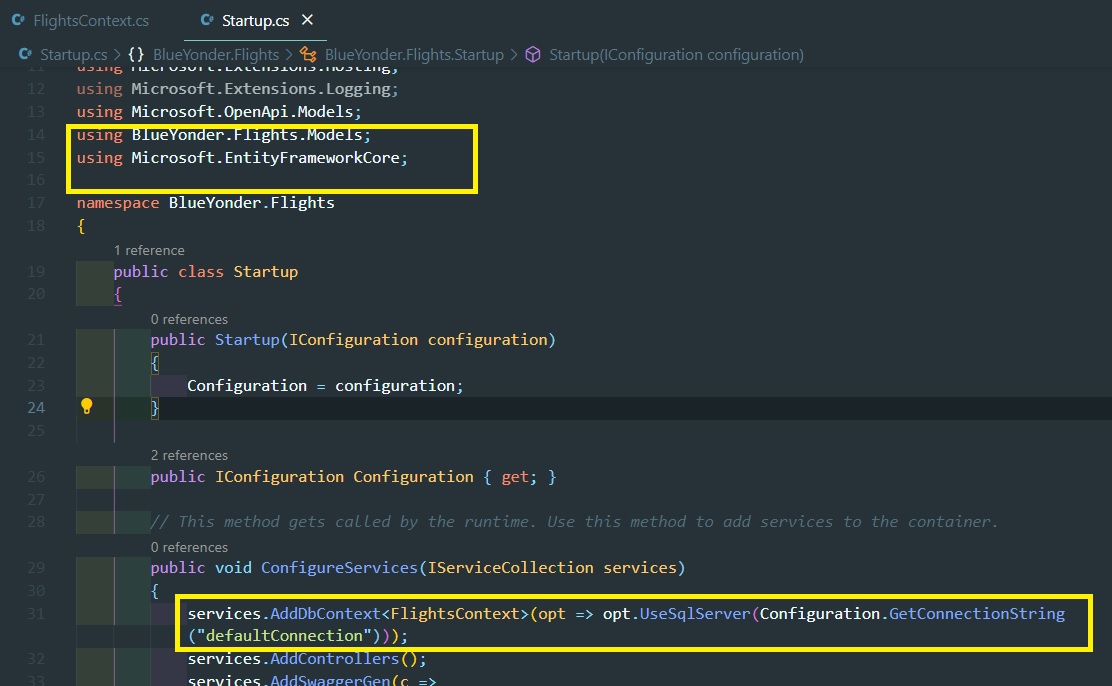 FlightsContext.cs
Startup.cs
Startup.cs > {} BlueYonder.Flights > BlueYonder.Flights.Startup > Startup(IConfiguration configuration)
11 using Microsoft.Extensions.Hosting;
12 using Microsoft.Extensions.Logging;
13 using Microsoft.OpenApi.Models;
14 using BlueYonder.Flights.Models;
15 using Microsoft.EntityFrameworkCore;
16
17 namespace BlueYonder.Flights
18 {
1 reference
19 public class Startup
20 {
0 references
21 public Startup(IConfiguration configuration)
22 {
23 Configuration = configuration;
24 }
25
2 references
26 public IConfiguration Configuration { get; }
27
28 // This method gets called by the runtime. Use this method to add services to the container.
0 references
29 public void ConfigureServices(IServiceCollection services)
30 {
31 services.AddDbContext<FlightsContext>(opt => opt.UseSqlServer(Configuration.GetConnectionString
("defaultConnection")));
32 services.AddControllers();
33 services.AddSwaggerGen(c =>